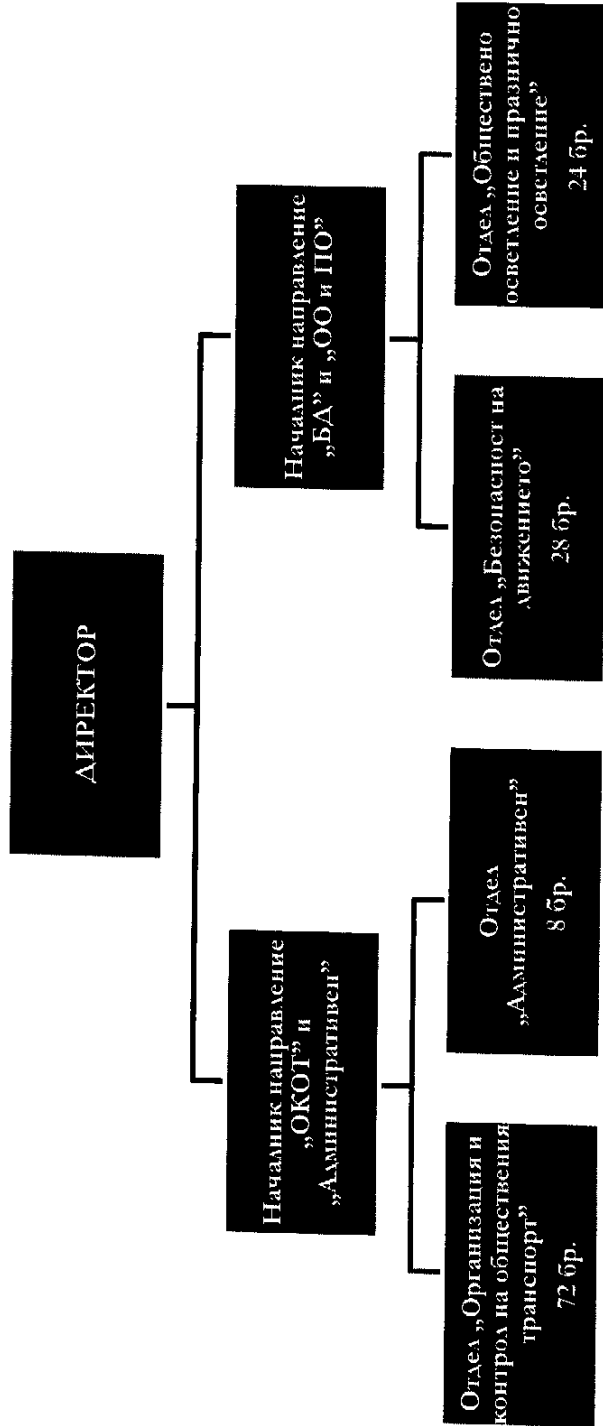 ДИРЕКТОР
Началник направление
„ОКОТ” и
„Административен”
Началник направление
„БД” и „ОО и ПО”
Отдел „Организация и
контрол на обществения
транспорт”
72 бр.
Отдел
„Административен”
8 бр.
Отдел „Безопасност на
движението”
28 бр.
Отдел „Обществено
осветление и празнично
осветление”
24 бр.